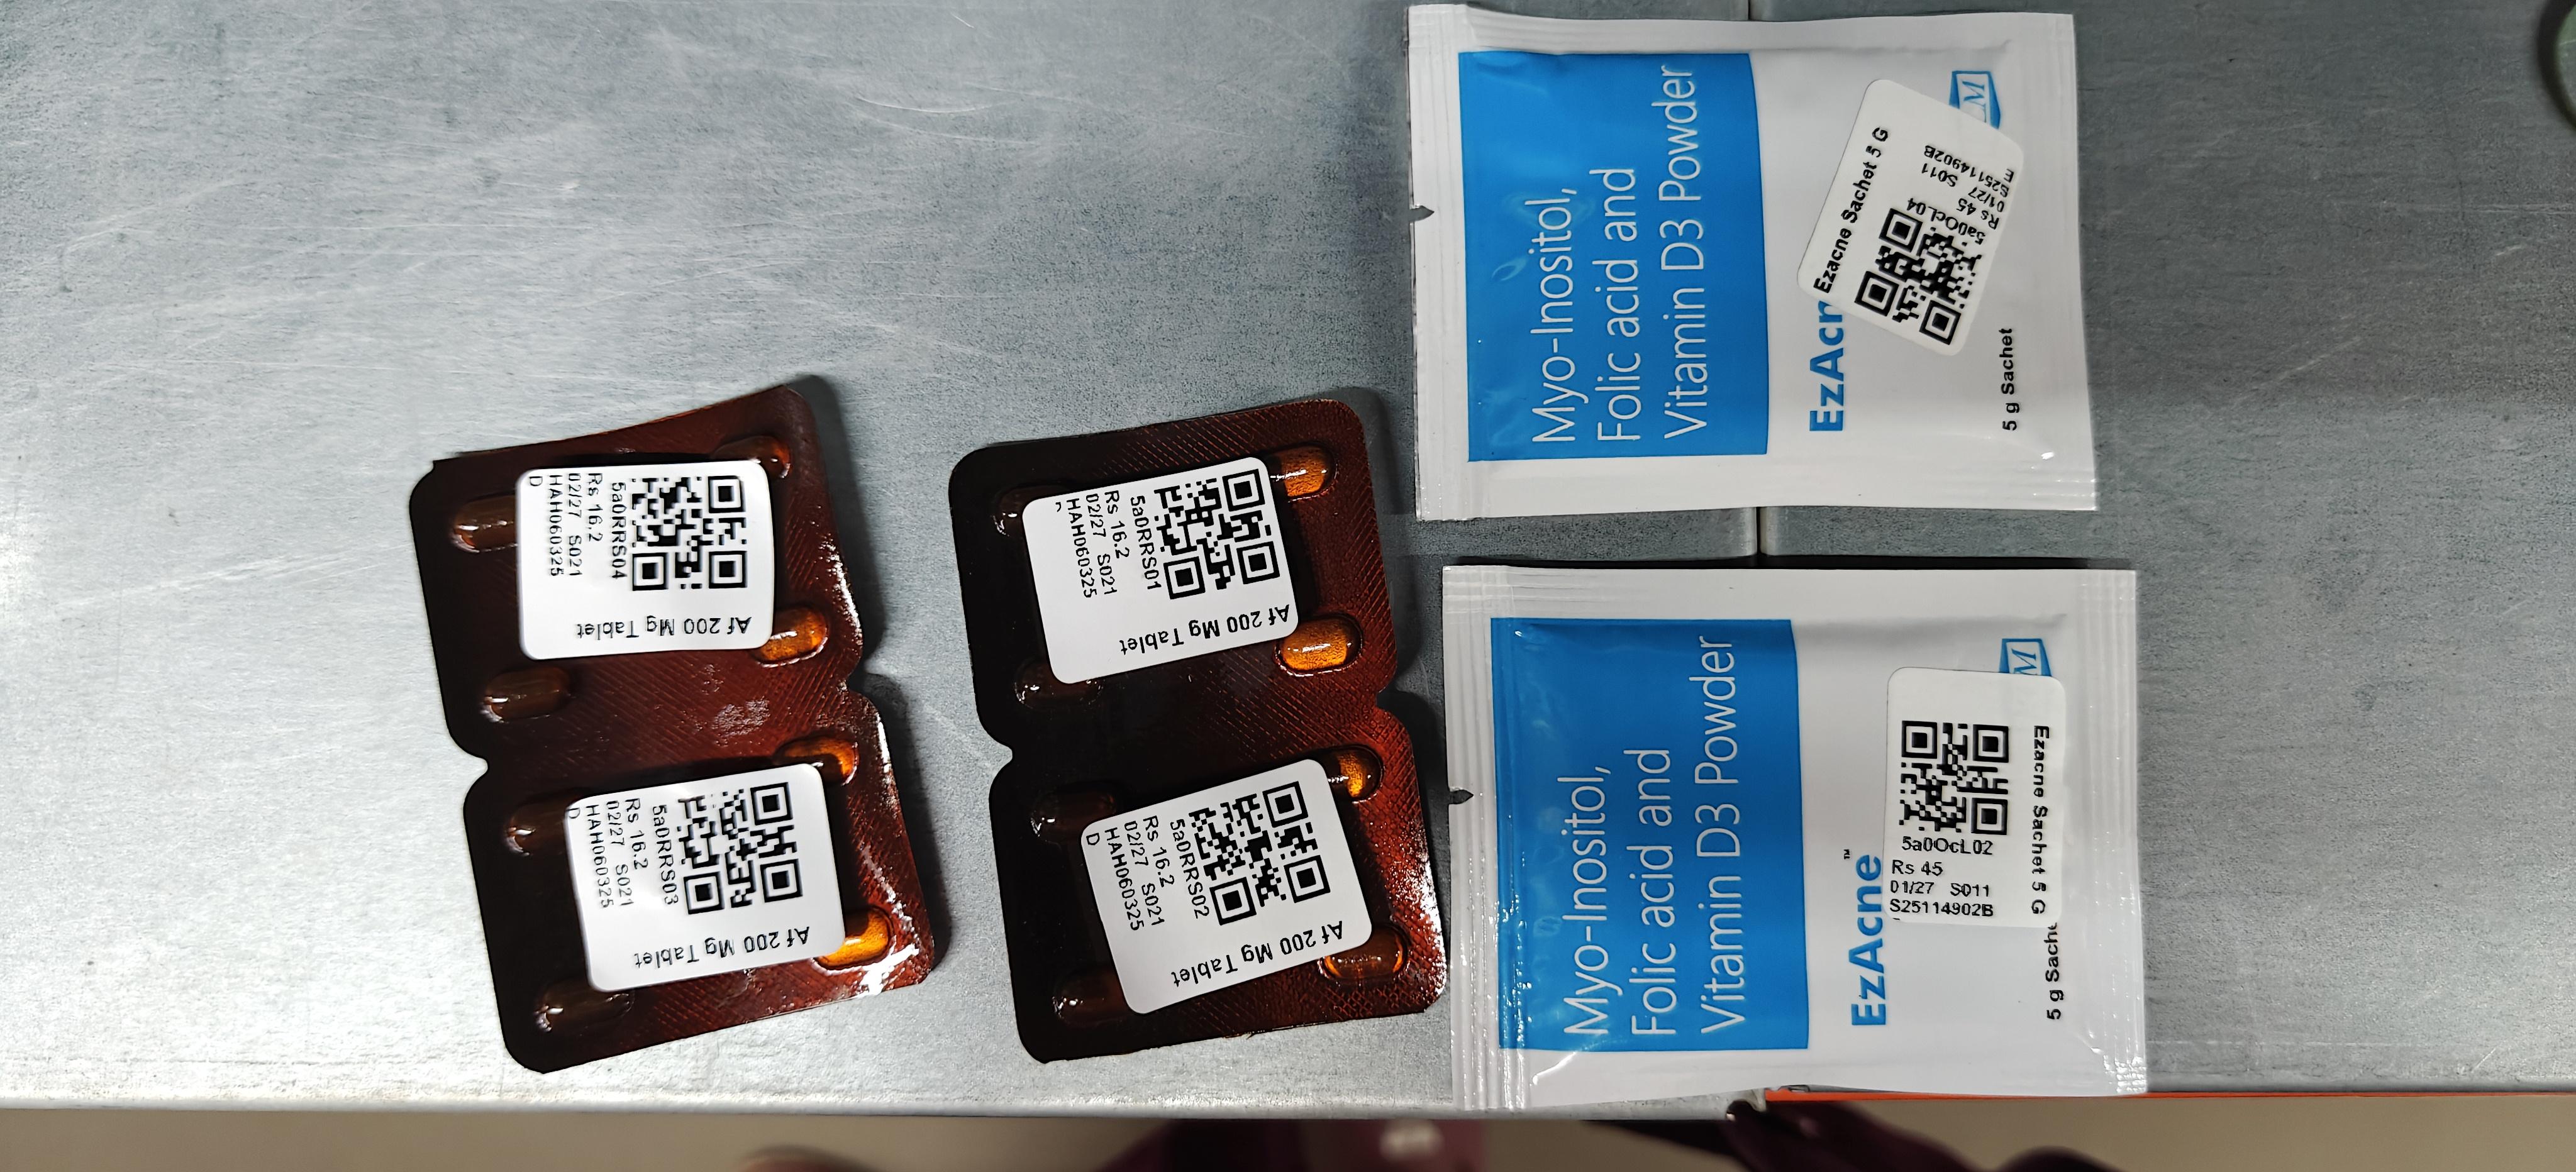 5a0RRS04
Rs 16.2
02/27 S021
HAH060325
D
Af 200 Mg Tablet
5a0RRS03
Rs 16.2
02/27 S021
HAH060325
D
Af 200 Mg Tablet
5a0RRS01
Rs 16.2
02/27 S021
HAH060325
Af 200 Mg Tablet
5a0RRS02
Rs 16.2
02/27 S021
HAH060325
D
Af 200 Mg Tablet
Myo-Inositol,
Folic acid and
Vitamin D3 Powder
EzAcn
Ezacne Sachet 5 G
5a0OcL04
Rs 45
01/27 S011
S25114902B
E
M
5 g Sachet
Myo-Inositol,
Folic acid and
Vitamin D3 Powder
EzAcne™
5a0OcL02
Rs 45
01/27 S011
S25114902B
Ezacne Sachet 5 G
M
5 g Sache